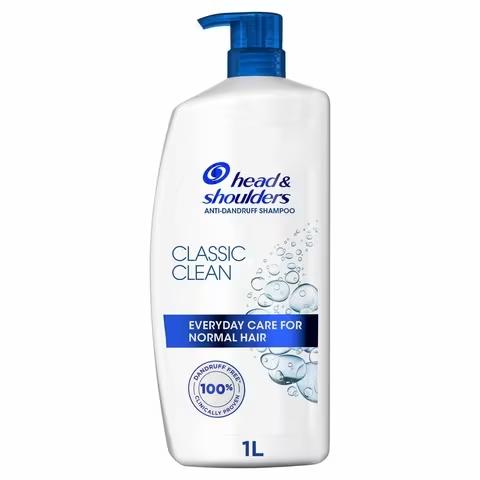 head &
shoulders
ANTI-DANDRUFF SHAMPOO
CLASSIC
CLEAN
EVERYDAY CARE FOR
NORMAL HAIR
DANDRUFF FREE*
100%
CLINICALLY PROVEN
1L